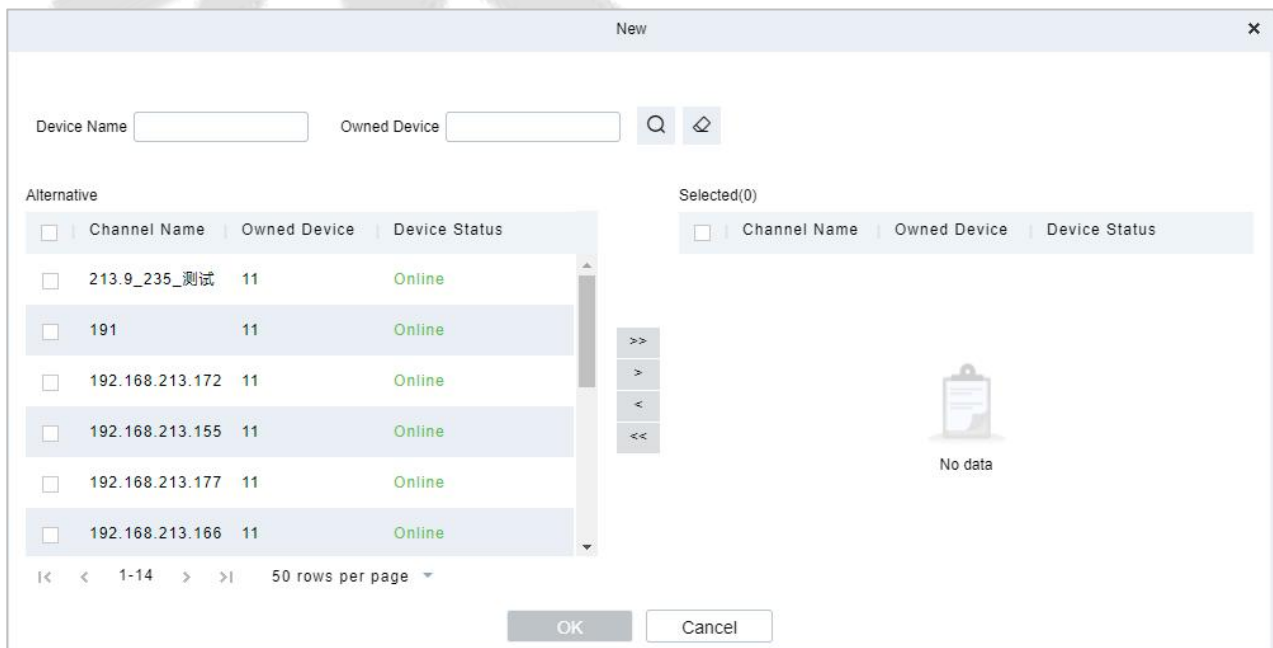 New ×
Device Name Owned Device
Alternative Selected(0)
Channel Name Owned Device Device Status Channel Name Owned Device Device Status
213.9_235_测试 11 Online
191 11 Online
>>
192.168.213.172 11 Online
>
<
192.168.213.155 11 Online
<<
192.168.213.177 11 Online
No data
192.168.213.166 11 Online
|< < 1-14 > >| 50 rows per page
OK Cancel